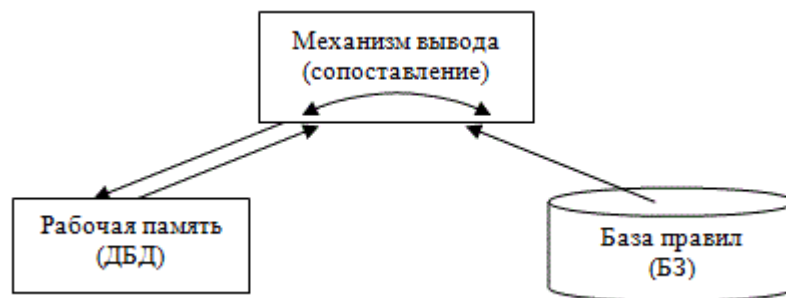 Механизм вывода
(сопоставление)
Рабочая память
(ДБД)
База правил
(БЗ)